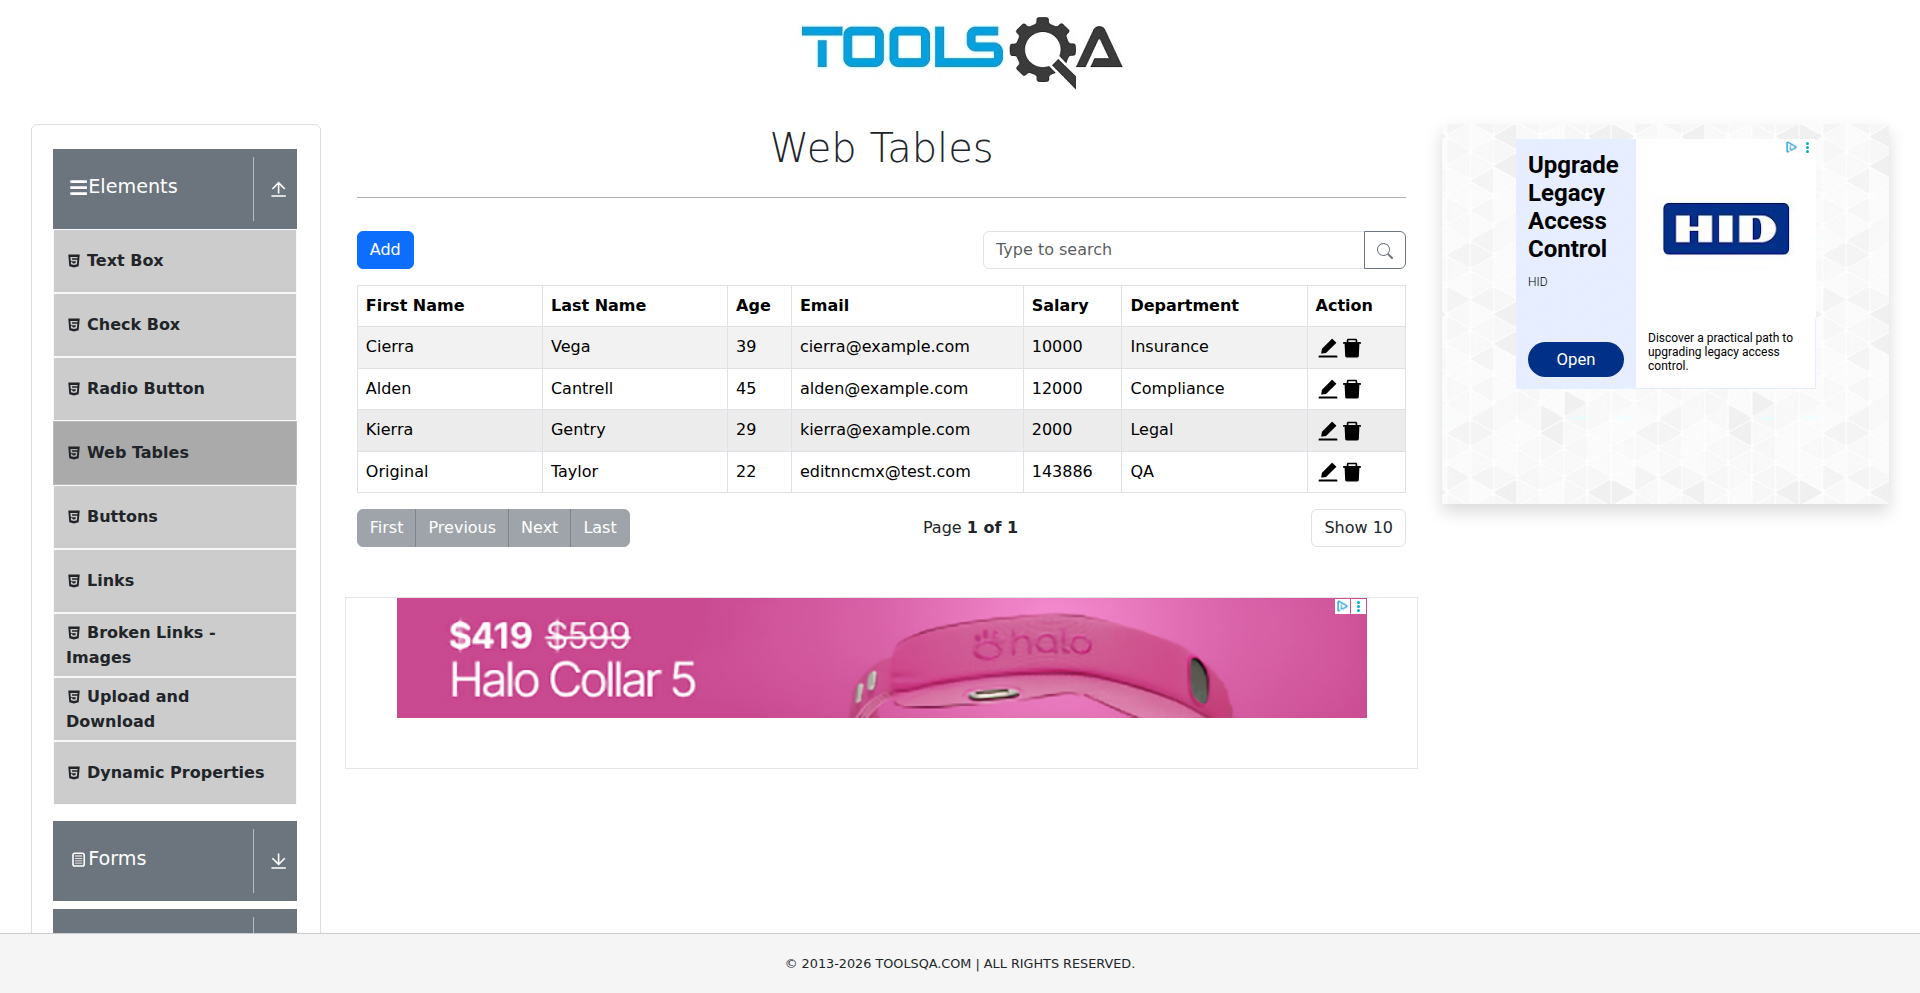 TOOLSQA
Web Tables
Elements
Text Box
Check Box
Radio Button
Web Tables
Buttons
Links
Broken Links -
Images
Upload and
Download
Dynamic Properties
Forms
Add
Type to search
First Name Last Name Age Email Salary Department Action
Cierra Vega 39 cierra@example.com 10000 Insurance
Alden Cantrell 45 alden@example.com 12000 Compliance
Kierra Gentry 29 kierra@example.com 2000 Legal
Original Taylor 22 editnncmx@test.com 143886 QA
First Previous Next Last
Page 1 of 1
Show 10
$419 $599
Halo Collar 5
halo
Upgrade
Legacy
Access
Control
HID
HID
Open
Discover a practical path to
upgrading legacy access
control.
© 2013-2026 TOOLSQA.COM | ALL RIGHTS RESERVED.